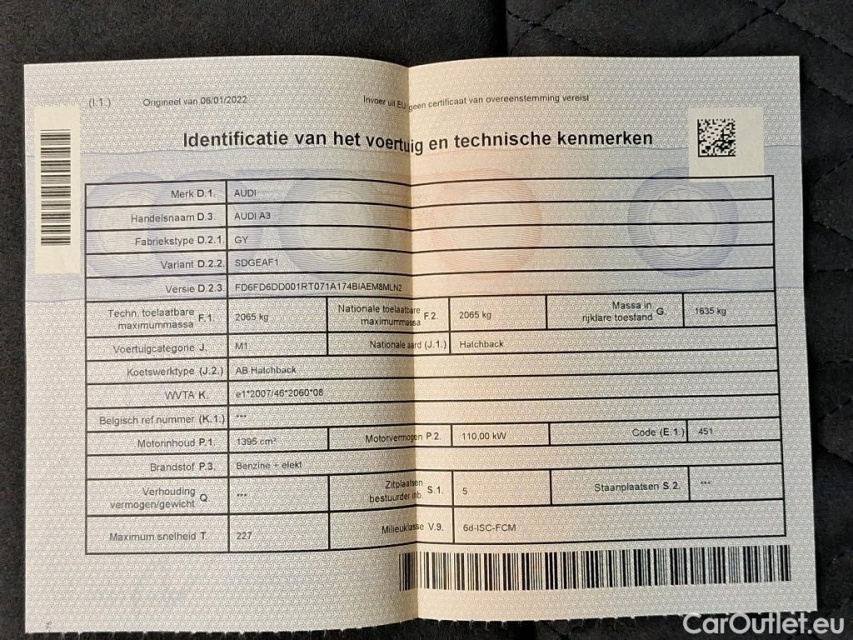 (I.1.) Origineel van 06/01/2022 Invoer uit EU geen certificaat van overeenstemming vereist
Identificatie van het voertuig en technische kenmerken
Merk D.1. AUDI
Handelsnaam D.3. AUDI A3
Fabriekstype D.2.1. GY
Variant D.2.2. SDGEAF1
Versie D.2.3. FD6FD6DD001RT071A174BIAEM8MLN2
Techn. toelaatbare maximummassa F.1. 2065 kg Nationale toelaatbare maximummassa F.2. 2065 kg Massa in rijklare toestand G. 1635 kg
Voertuigcategorie J. M1 Nationale aard (J.1.) Hatchback
Koetswerktype (J.2.) AB Hatchback
WVTA K. e1*2007/46*2060*08
Belgisch ref nummer (K.1.) ***
Motorinhoud P.1. 1395 cm³ Motorvermogen P.2. 110,00 kW Code (E.1.) 451
Brandstof P.3. Benzine + elekt
Verhouding vermogen/gewicht Q. *** Zitplaatsen bestuurder inb. S.1. 5 Staanplaatsen S.2. ***
Maximum snelheid T. 227 Milieuklasse V.9. 6d-ISC-FCM
CarOutlet.eu